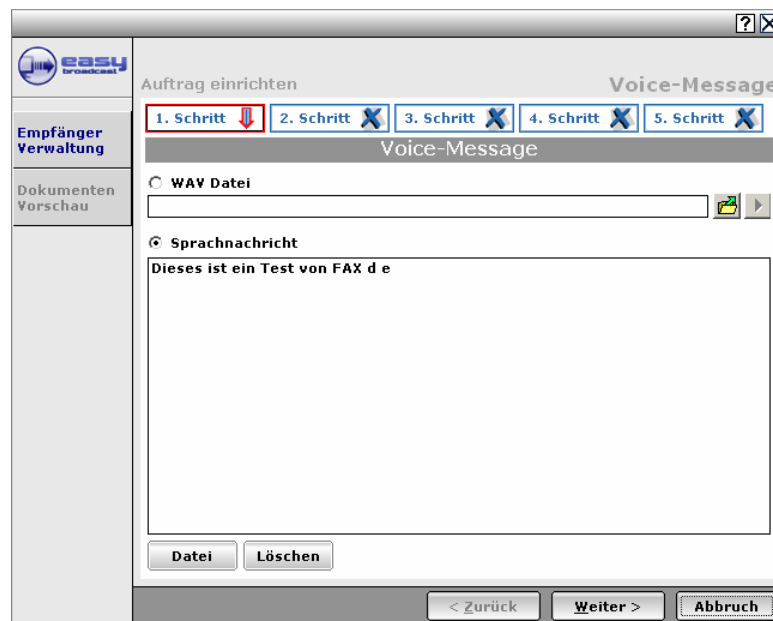 ?
easy
broadcast
Auftrag einrichten
Voice-Message
1. Schritt
2. Schritt
3. Schritt
4. Schritt
5. Schritt
Empfänger
Verwaltung
Dokumenten
Vorschau
Voice-Message
WAV Datei
Sprachnachricht
Dieses ist ein Test von FAX d e
Datei
Löschen
< Zurück
Weiter >
Abbruch